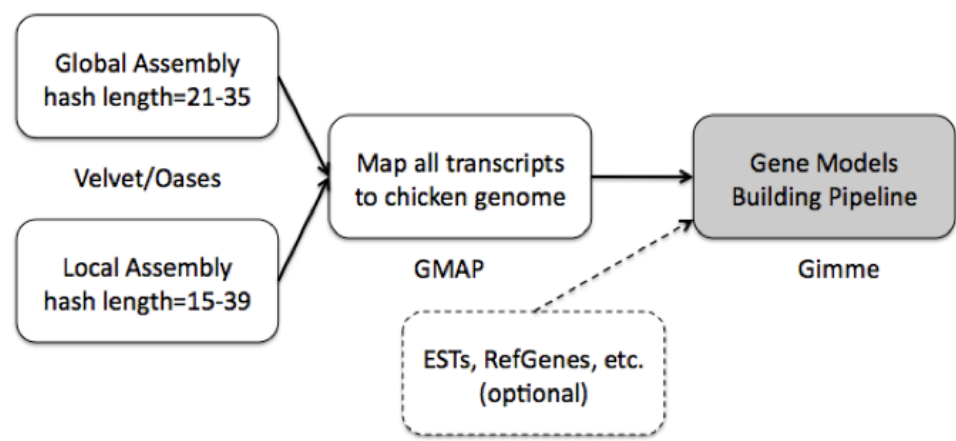 Global Assembly
hash length=21-35
Velvet/Oases
Local Assembly
hash length=15-39
Map all transcripts
to chicken genome
GMAP
ESTs, RefGenes, etc.
(optional)
Gene Models
Building Pipeline
Gimme